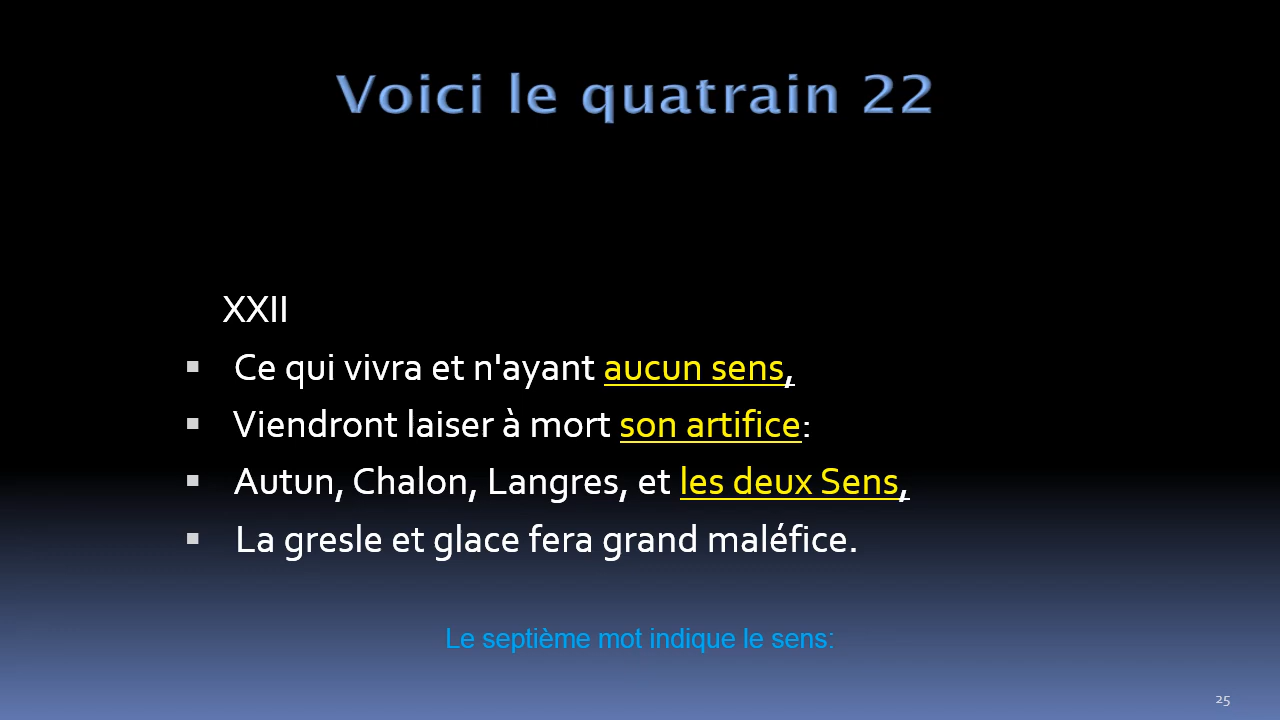 Voici le quatrain 22
XXII
Ce qui vivra et n'ayant aucun sens,
Viendront laiser à mort son artifice:
Autun, Chalon, Langres, et les deux Sens,
La gresle et glace fera grand maléfice.
Le septième mot indique le sens:
25